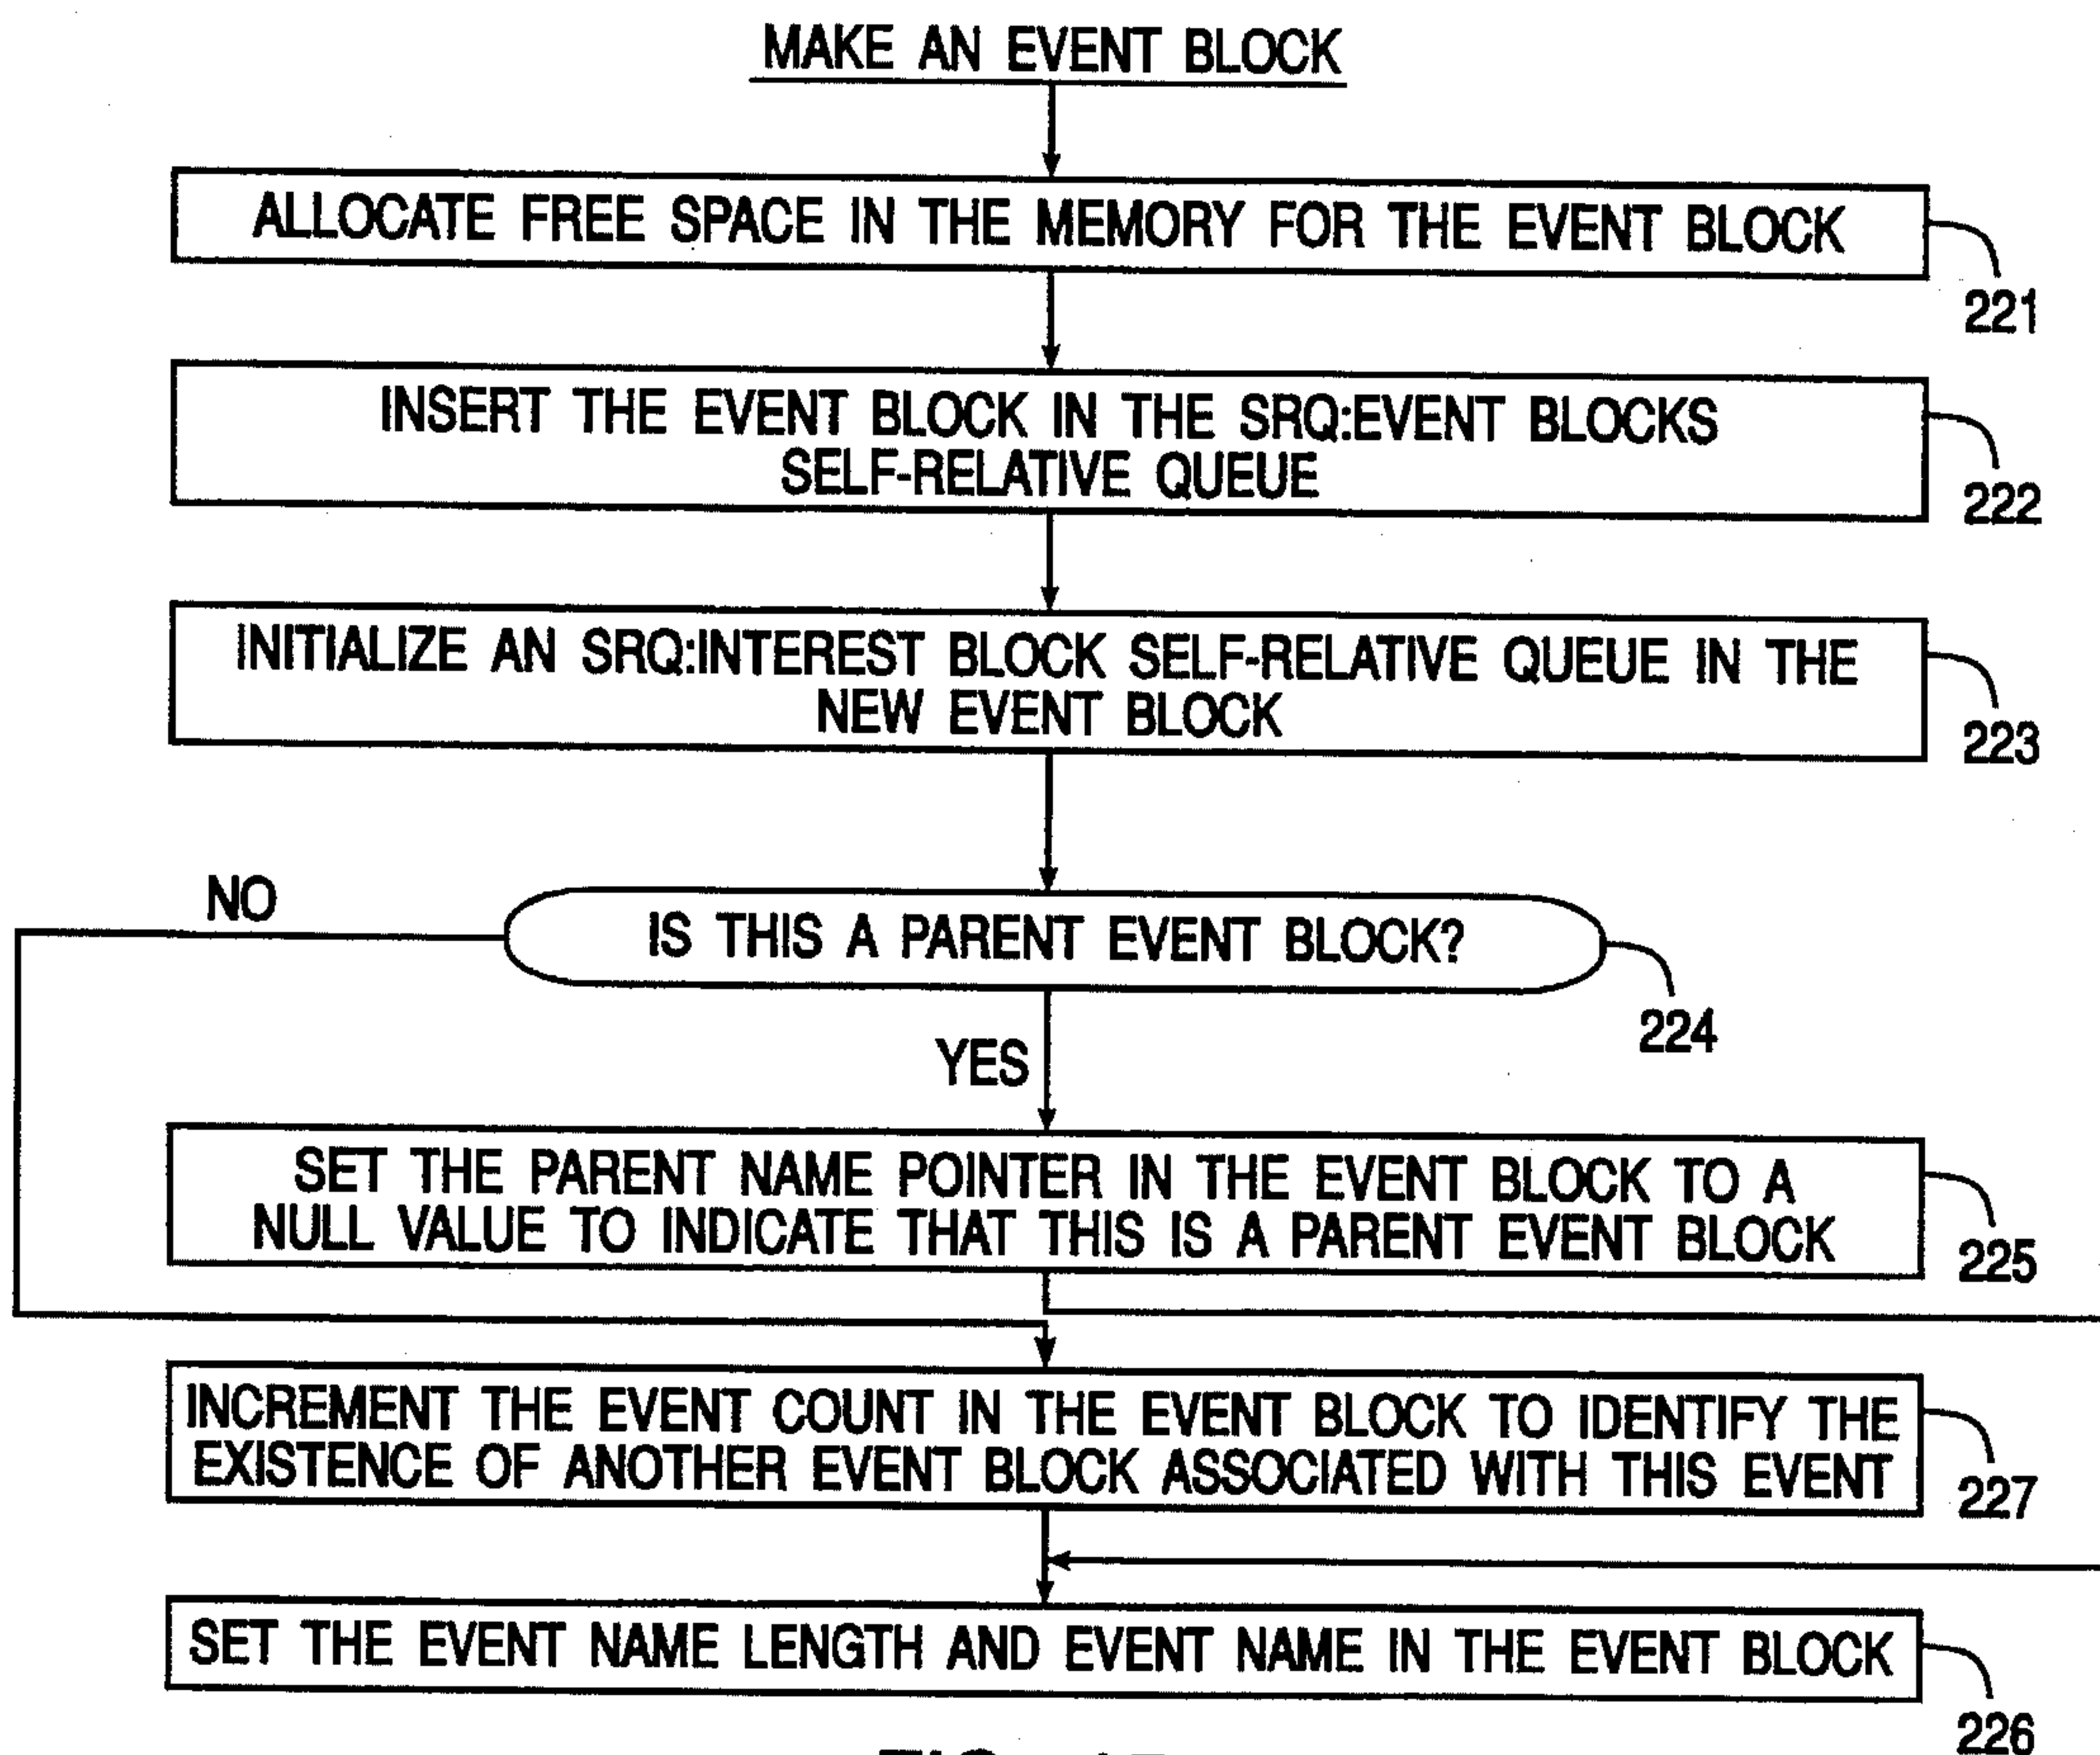 MAKE AN EVENT BLOCK
ALLOCATE FREE SPACE IN THE MEMORY FOR THE EVENT BLOCK
221
INSERT THE EVENT BLOCK IN THE SRQ:EVENT BLOCKS
SELF-RELATIVE QUEUE
222
INITIALIZE AN SRQ:INTEREST BLOCK SELF-RELATIVE QUEUE IN THE
NEW EVENT BLOCK
223
NO
IS THIS A PARENT EVENT BLOCK?
224
YES
SET THE PARENT NAME POINTER IN THE EVENT BLOCK TO A
NULL VALUE TO INDICATE THAT THIS IS A PARENT EVENT BLOCK
225
INCREMENT THE EVENT COUNT IN THE EVENT BLOCK TO IDENTIFY THE
EXISTENCE OF ANOTHER EVENT BLOCK ASSOCIATED WITH THIS EVENT
227
SET THE EVENT NAME LENGTH AND EVENT NAME IN THE EVENT BLOCK
226